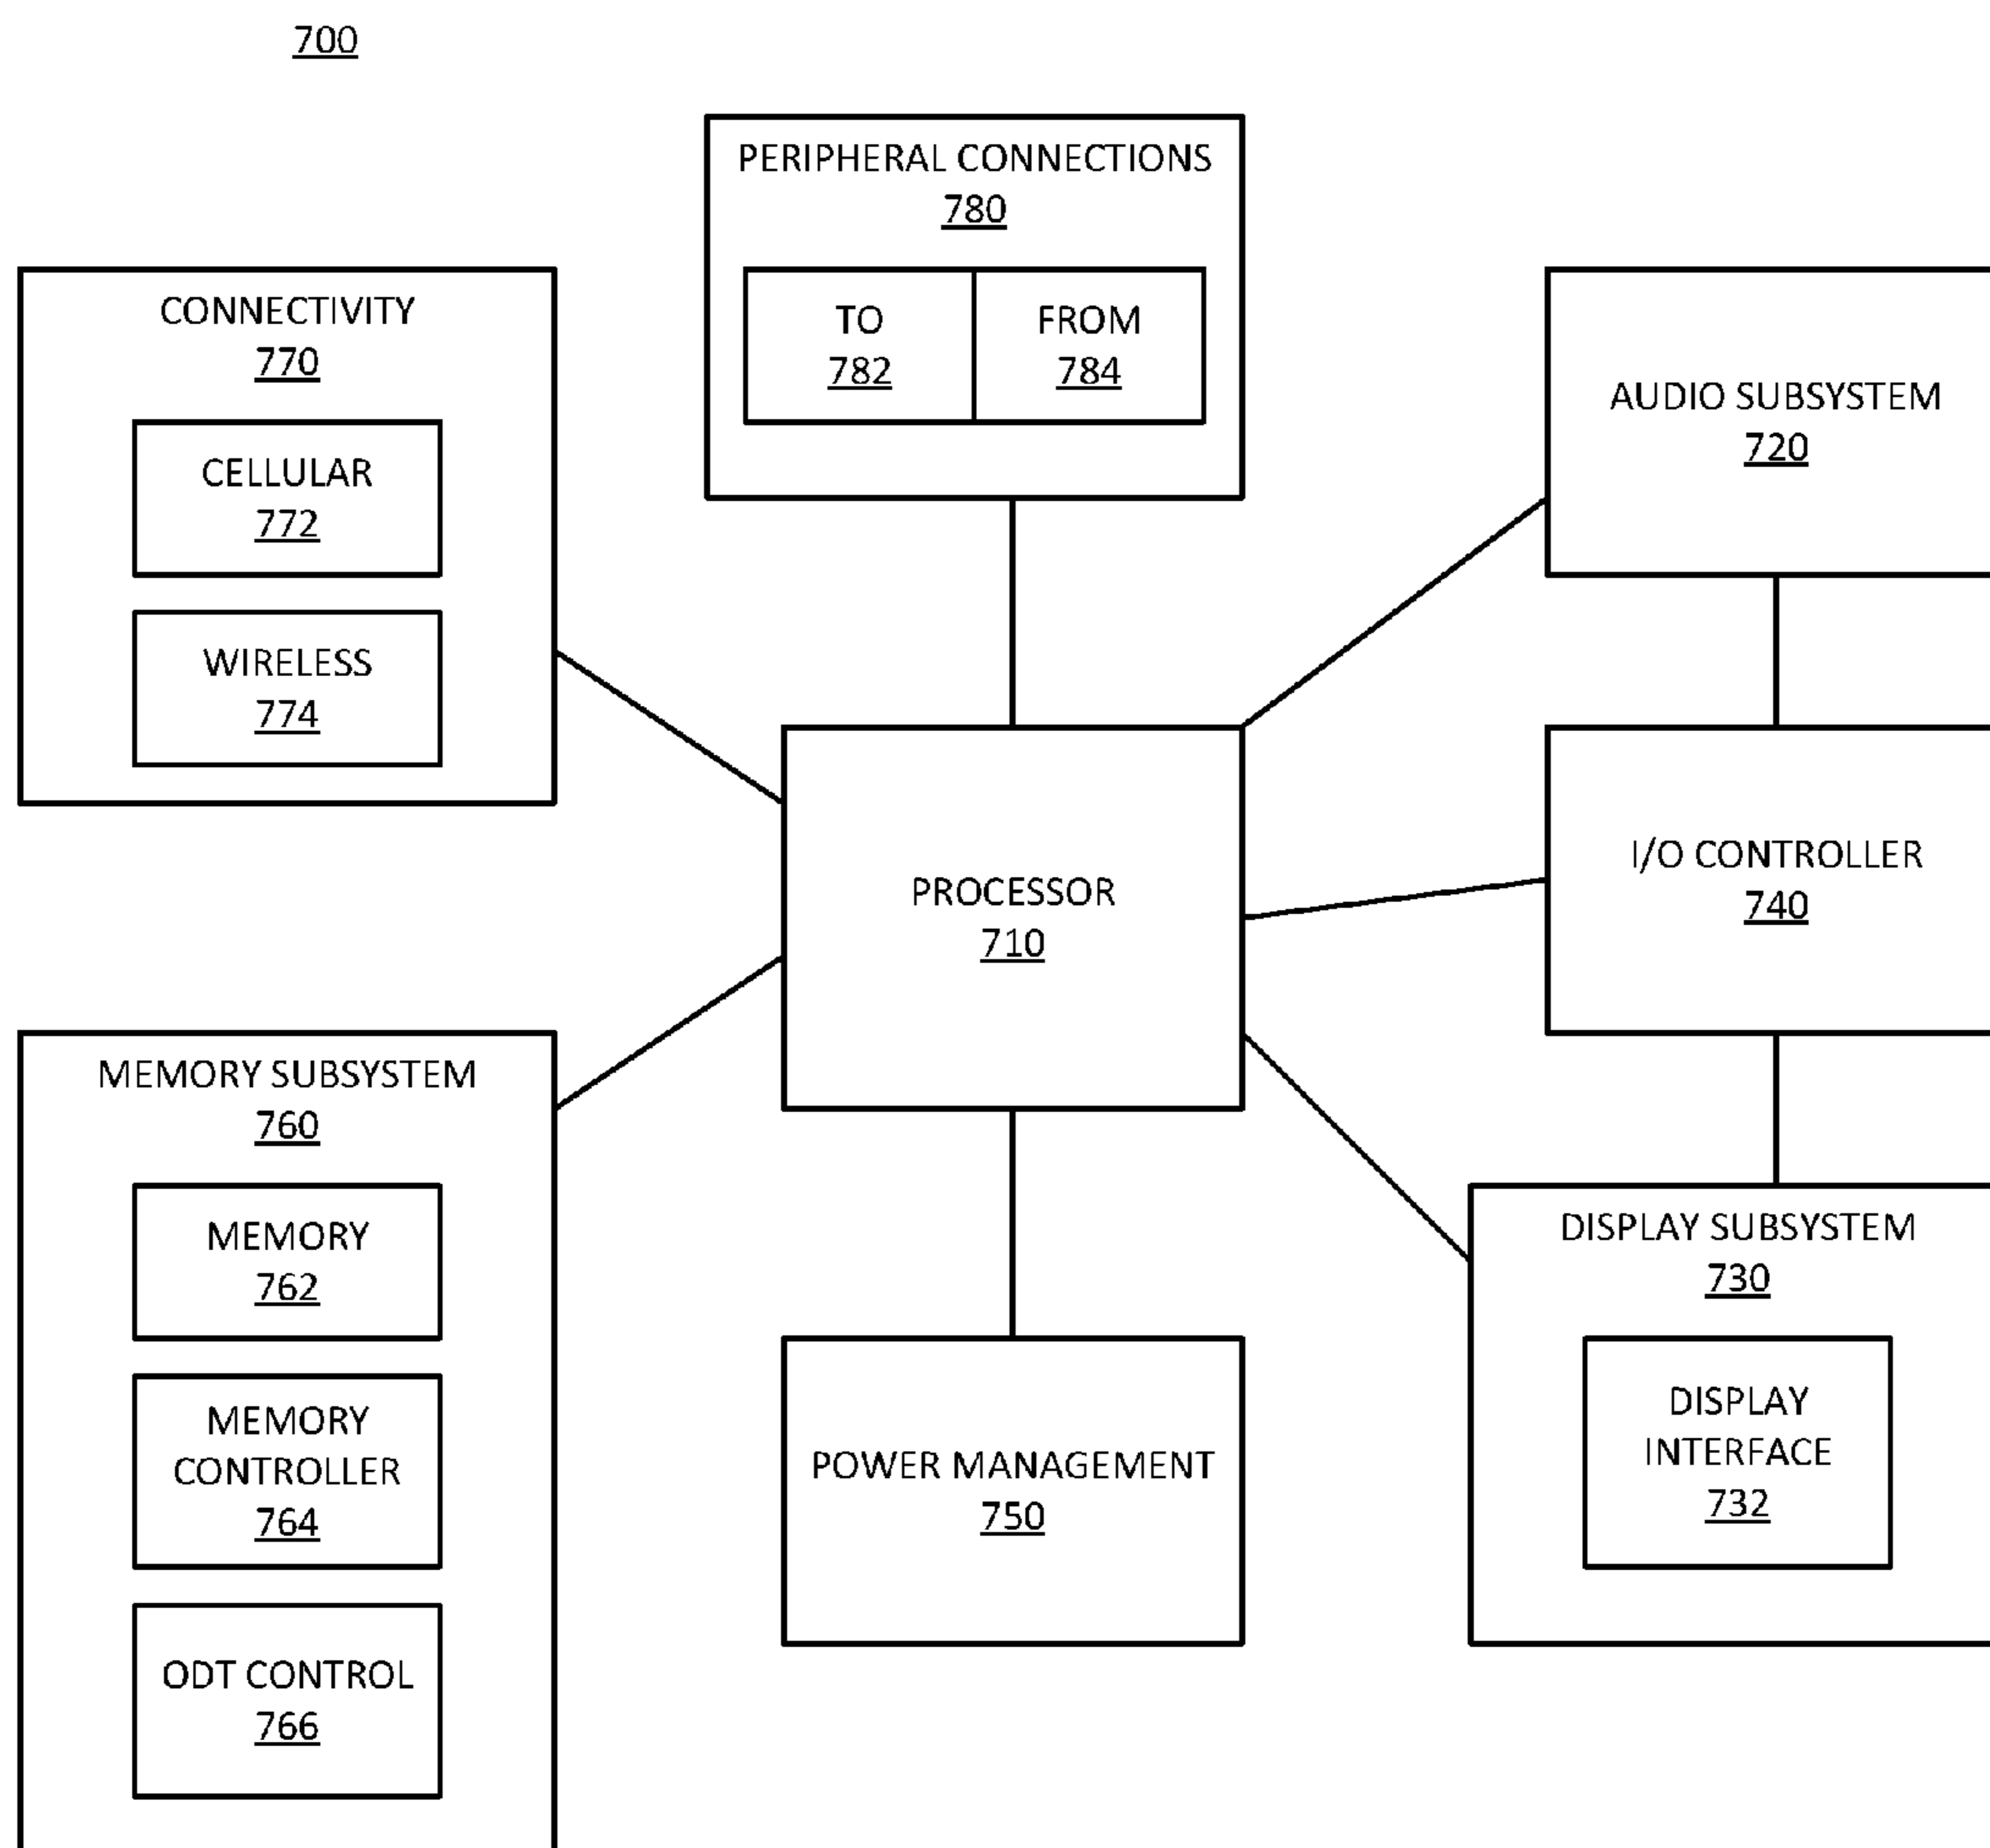 700
PERIPHERAL CONNECTIONS
780
TO
782
FROM
784
CONNECTIVITY
770
CELLULAR
772
WIRELESS
774
AUDIO SUBSYSTEM
720
PROCESSOR
710
I/O CONTROLLER
740
MEMORY SUBSYSTEM
760
MEMORY
762
MEMORY
CONTROLLER
764
ODT CONTROL
766
POWER MANAGEMENT
750
DISPLAY SUBSYSTEM
730
DISPLAY
INTERFACE
732